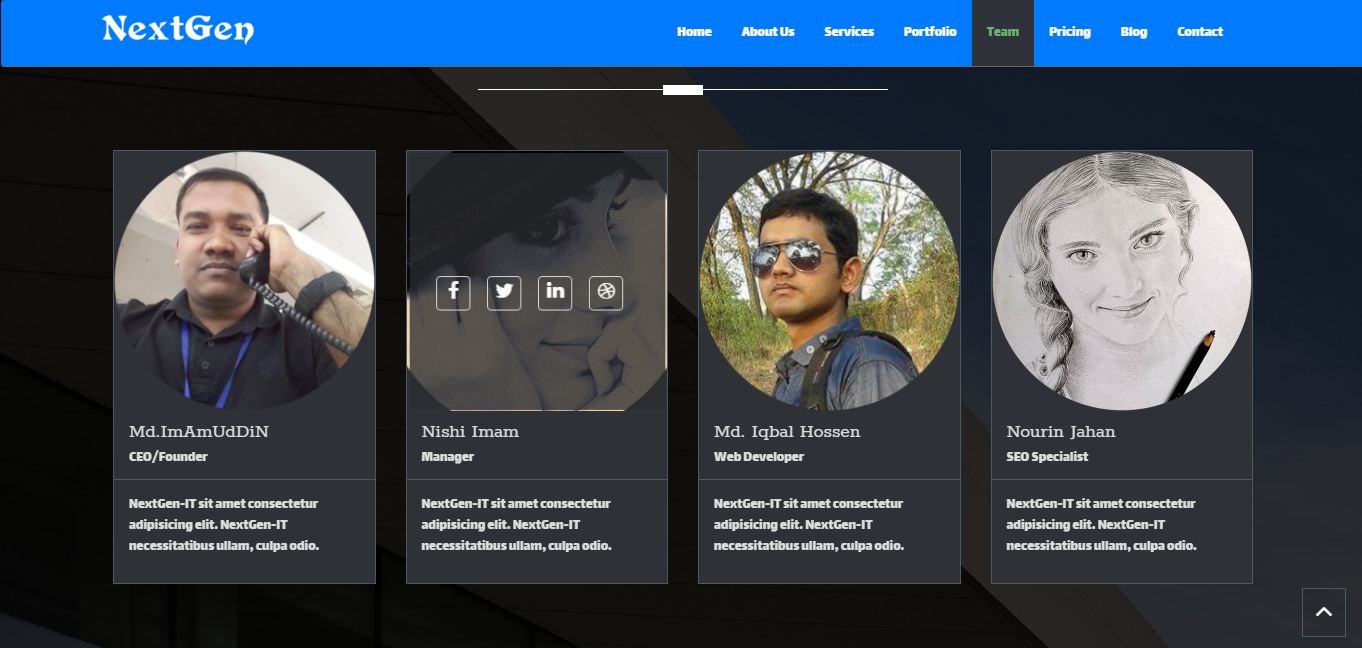 NextGen
Home About Us Services Portfolio Team Pricing Blog Contact
Md.ImAmUdDiN
CEO/Founder
NextGen-IT sit amet consectetur
adipisicing elit. NextGen-IT
necessitatibus ullam, culpa odio.
Nishi Imam
Manager
NextGen-IT sit amet consectetur
adipisicing elit. NextGen-IT
necessitatibus ullam, culpa odio.
Md. Iqbal Hossen
Web Developer
NextGen-IT sit amet consectetur
adipisicing elit. NextGen-IT
necessitatibus ullam, culpa odio.
Nourin Jahan
SEO Specialist
NextGen-IT sit amet consectetur
adipisicing elit. NextGen-IT
necessitatibus ullam, culpa odio.